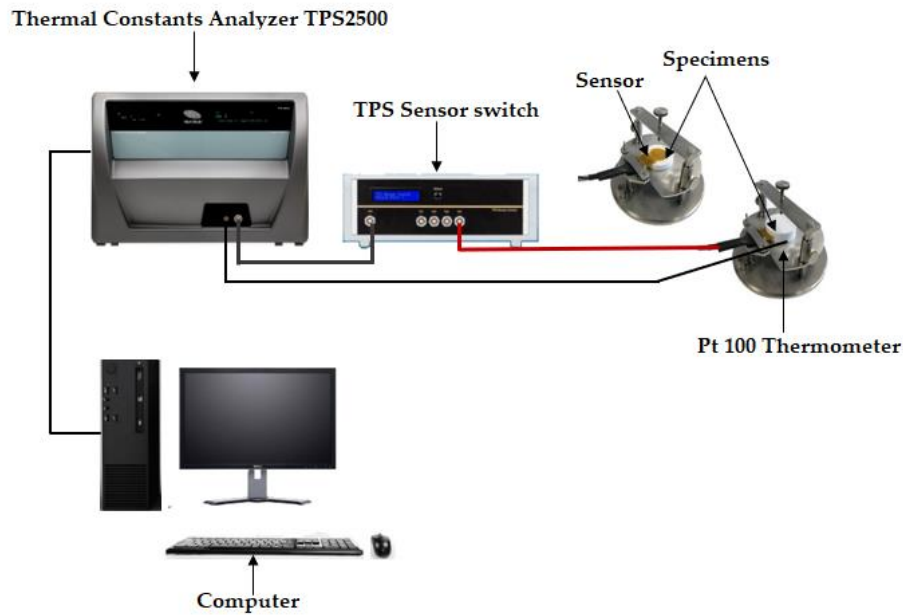 Thermal Constants Analyzer TPS2500
Specimens
Sensor
TPS Sensor switch
Pt 100 Thermometer
Computer